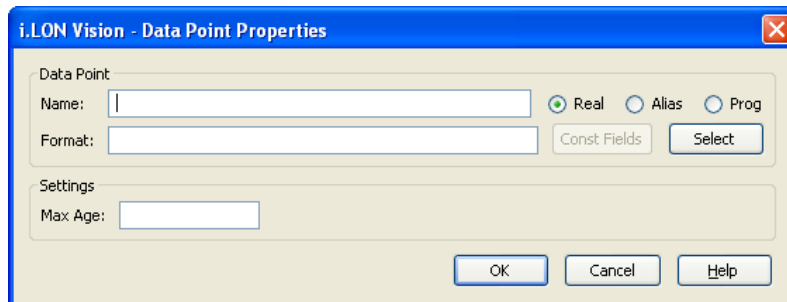 i.LON Vision - Data Point Properties
Data Point
Name: Real Alias Prog
Format: Const Fields Select
Settings
Max Age:
OK Cancel Help